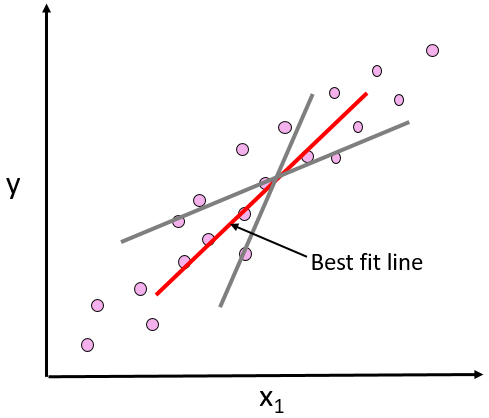 y
Best fit line
x₁